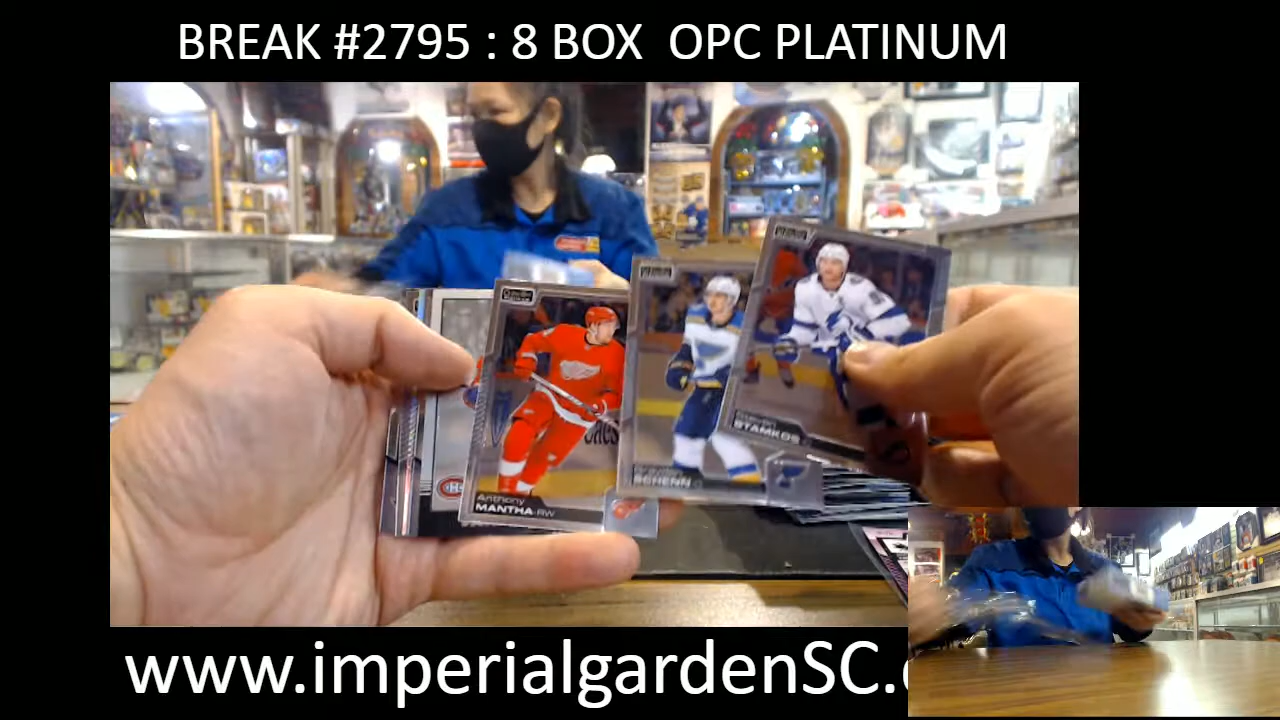 BREAK #2795 : 8 BOX OPC PLATINUM
STAMKOS
SCHENN
Anthony
MANTHA-RW
www.imperialgardenSC.